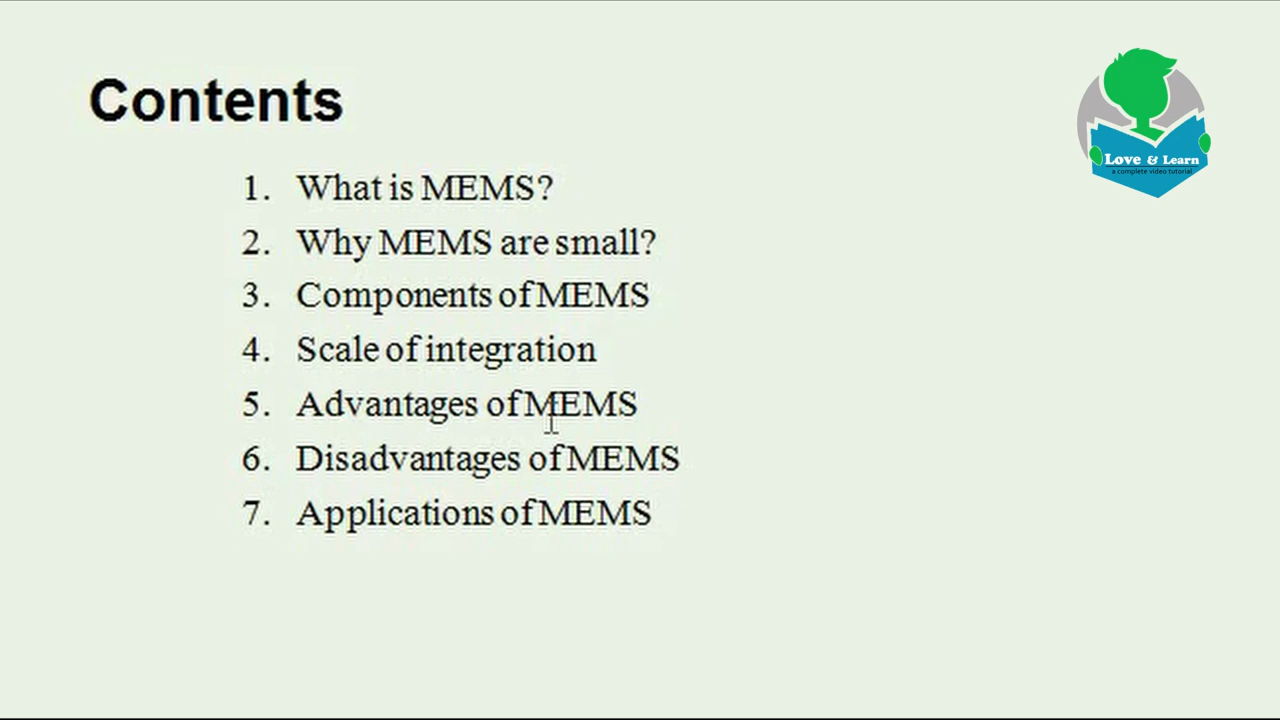 Contents
Love & Learn
a complete video tutorial
1. What is MEMS?
2. Why MEMS are small?
3. Components of MEMS
4. Scale of integration
5. Advantages of MEMS
6. Disadvantages of MEMS
7. Applications of MEMS